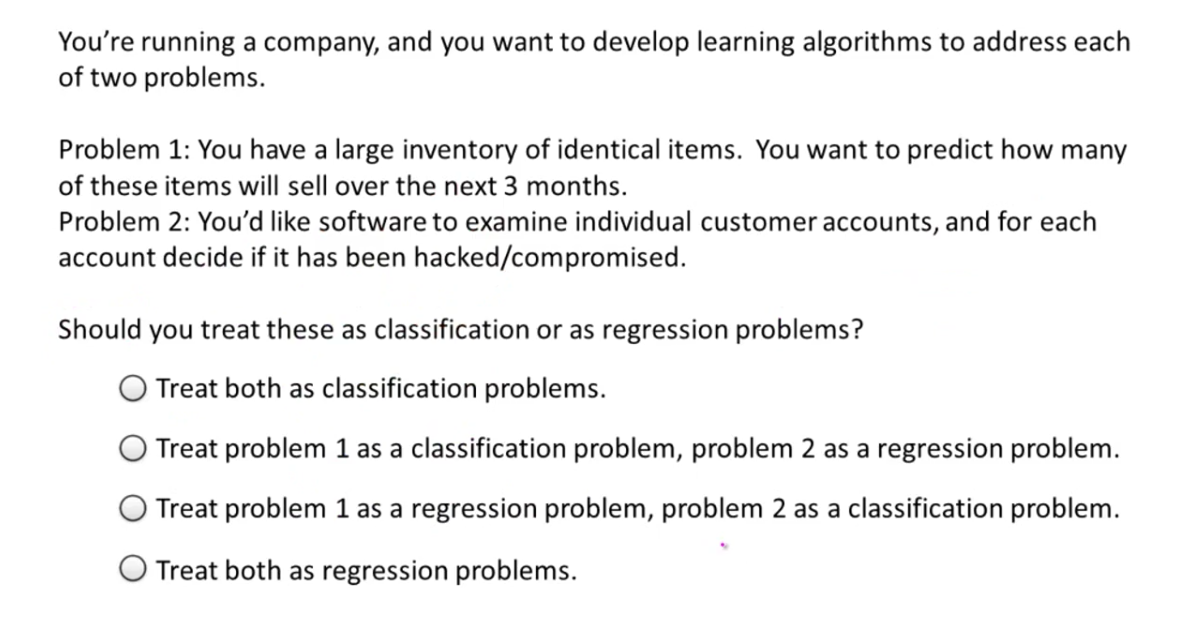 You're running a company, and you want to develop learning algorithms to address each
of two problems.
Problem 1: You have a large inventory of identical items.  You want to predict how many
of these items will sell over the next 3 months.
Problem 2: You'd like software to examine individual customer accounts, and for each
account decide if it has been hacked/compromised.
Should you treat these as classification or as regression problems?
Treat both as classification problems.
Treat problem 1 as a classification problem, problem 2 as a regression problem.
Treat problem 1 as a regression problem, problem 2 as a classification problem.
Treat both as regression problems.